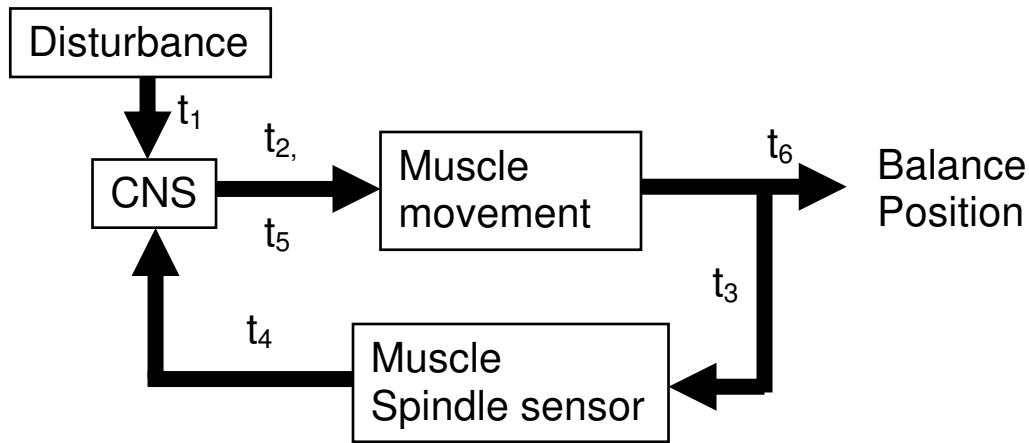 Disturbance
t₁
t₂,
t₆
Muscle
movement
Balance
Position
CNS
t₅
t₃
t₄
Muscle
Spindle sensor